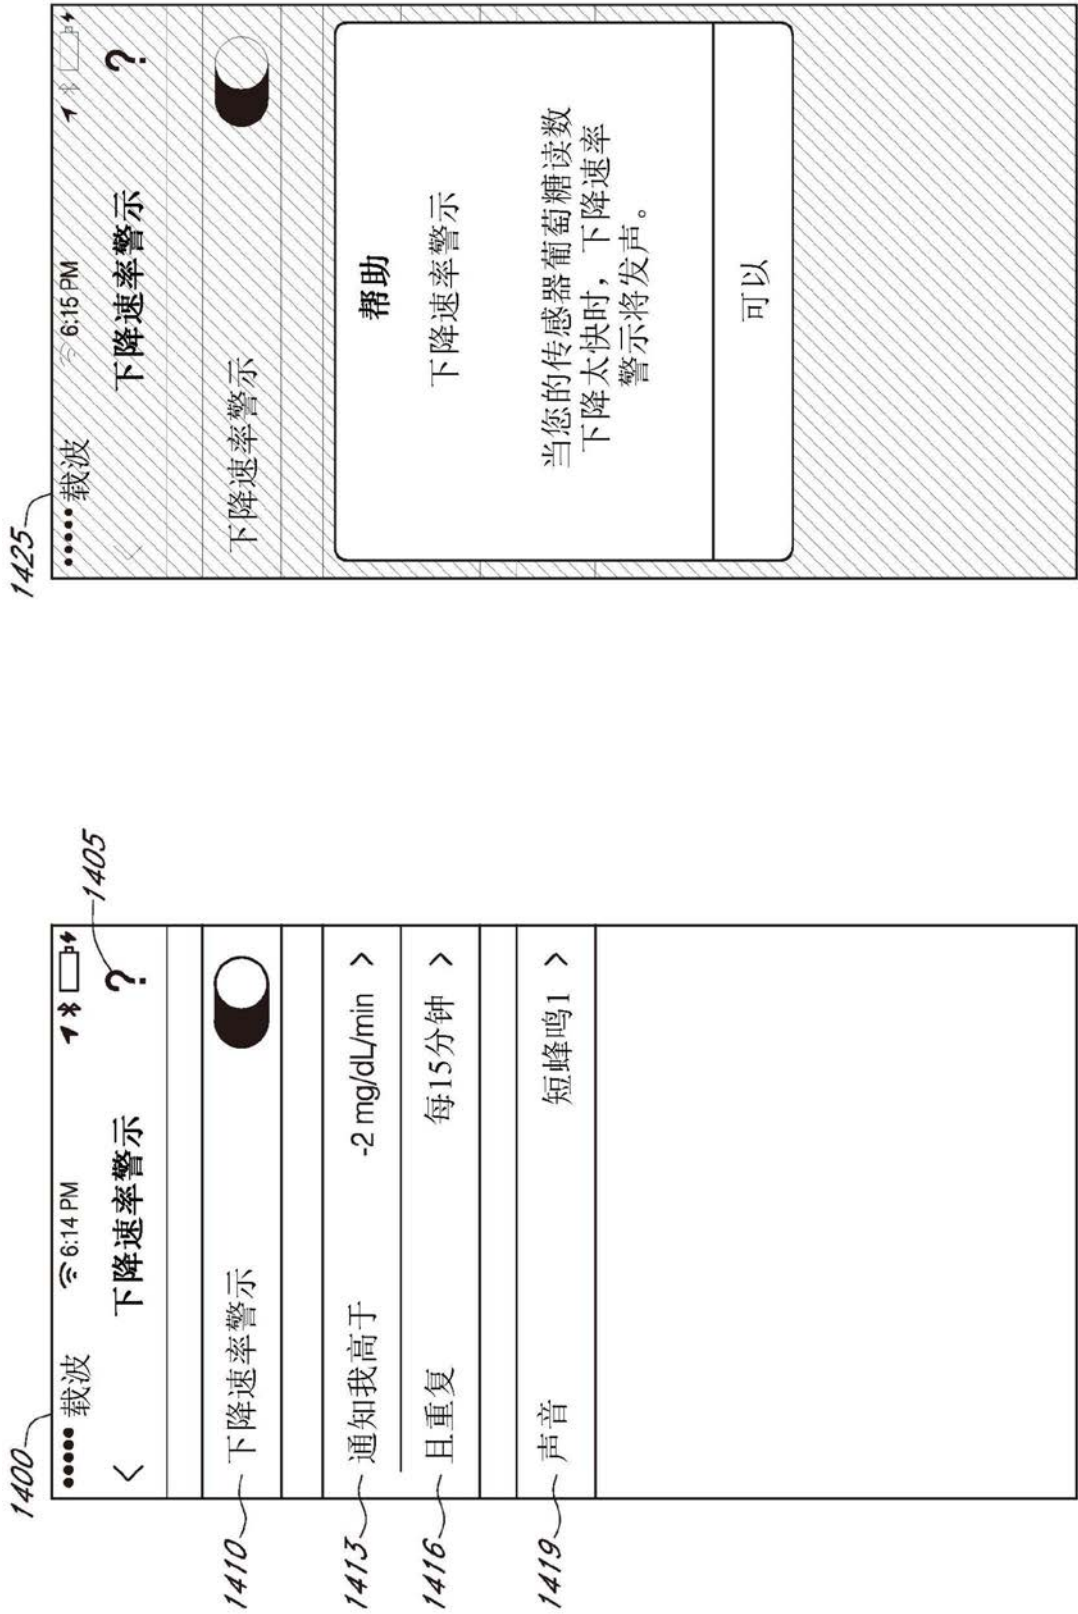 1400
••••• 载波 6:14 PM
< 下降速率警示 ?
1405
1410 下降速率警示
1413 通知我高于 -2 mg/dL/min >
1416 且重复 每15分钟 >
1419 声音 短蜂鸣1 >
1425
••••• 载波 6:15 PM
< 下降速率警示 ?
下降速率警示
帮助
下降速率警示
当您的传感器葡萄糖读数
下降太快时，下降速率
警示将发声。
可以